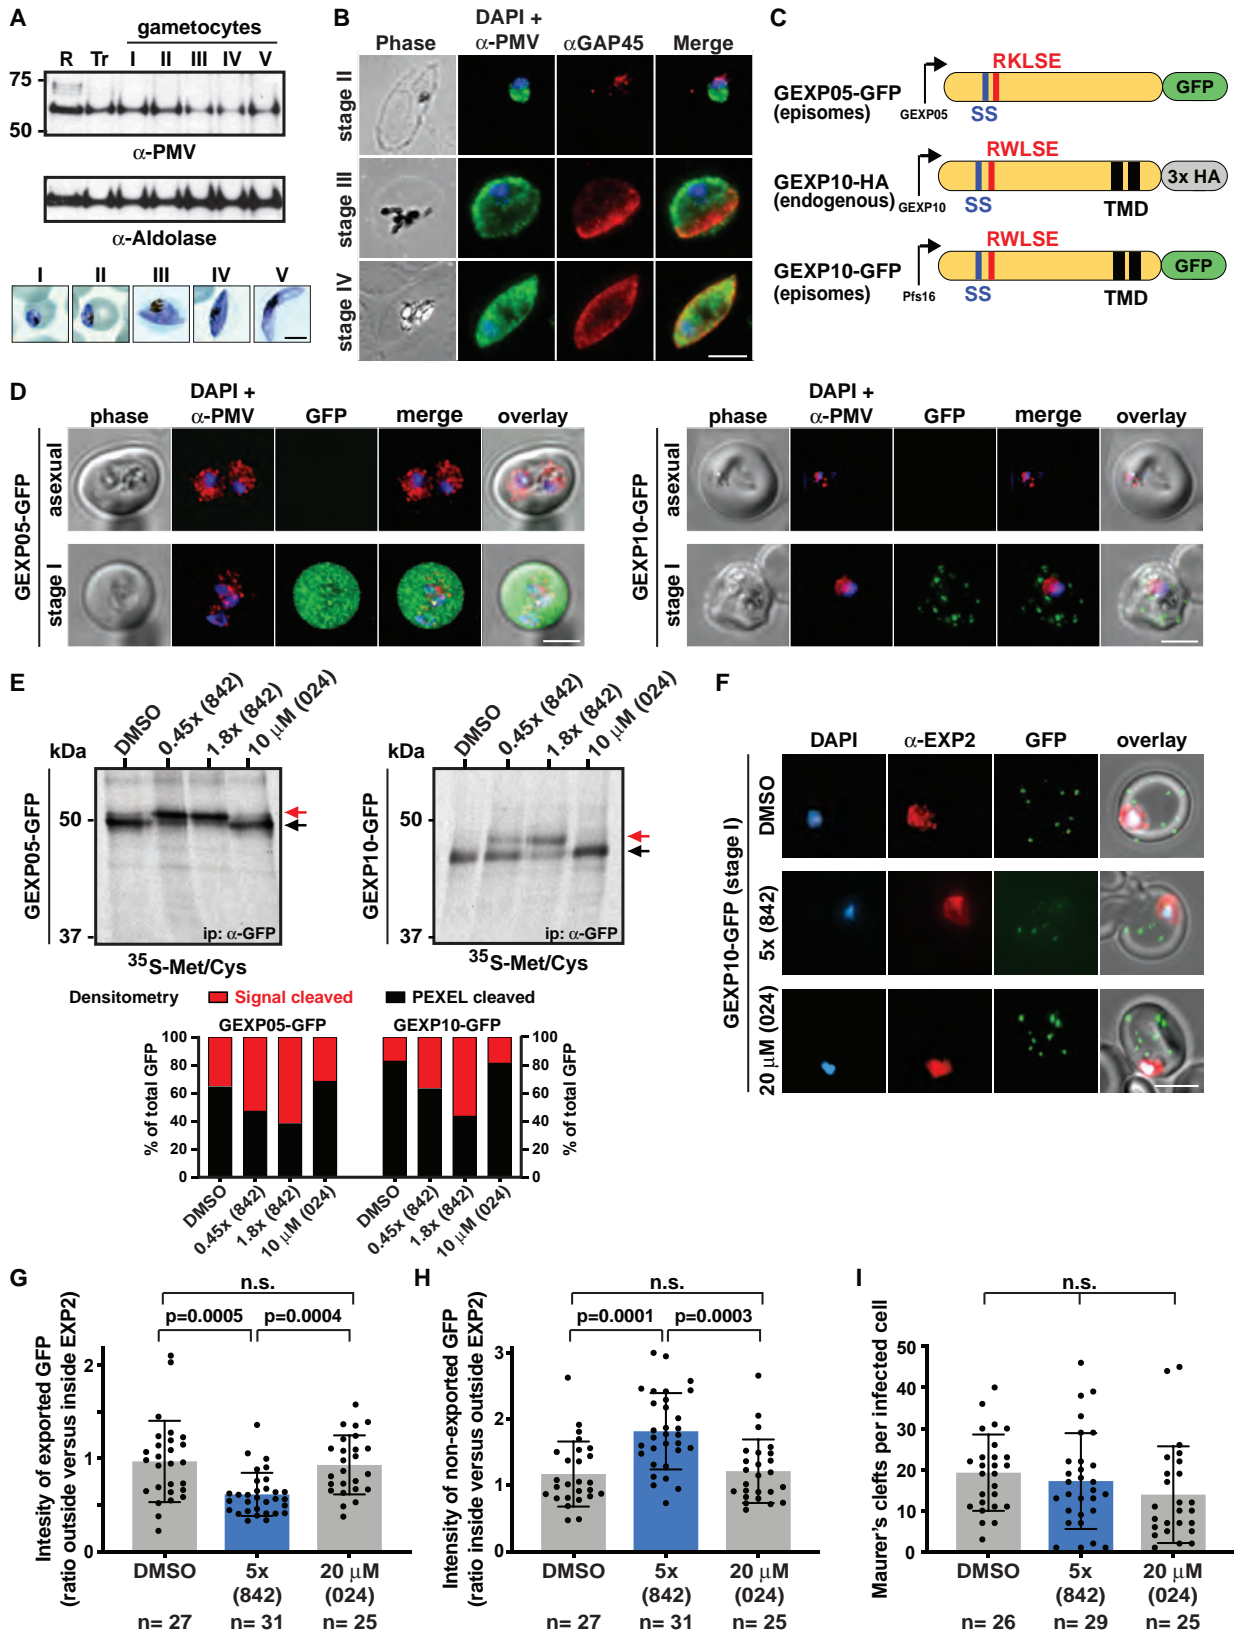 A
gametocytes
R Tr I II III IV V
75
50
α-PMV
α-Aldolase
I II III IV V
B
DAPI +
Phase α-PMV αGAP45 Merge
stage II
stage III
stage IV
C
RKLSE
GEXP05-GFP
(episomes)
GEXP05
SS
GFP
RWLSE
GEXP10-HA
(endogenous)
GEXP10
SS
TMD
3x HA
RWLSE
GEXP10-GFP
(episomes)
Pfs16
SS
TMD
GFP
D
DAPI +
phase α-PMV GFP merge overlay
GEXP05-GFP
asexual
stage I
DAPI +
phase α-PMV GFP merge overlay
GEXP10-GFP
asexual
stage I
E
DMSO 0.45x (842) 1.8x (842) 10 μM (024)
kDa
50
37
GEXP05-GFP
ip: α-GFP
35S-Met/Cys
DMSO 0.45x (842) 1.8x (842) 10 μM (024)
kDa
50
37
GEXP10-GFP
ip: α-GFP
35S-Met/Cys
Densitometry Signal cleaved PEXEL cleaved
GEXP05-GFP GEXP10-GFP
% of total GFP
100
80
60
40
20
0
100
80
60
40
20
0
% of total GFP
DMSO 0.45x (842) 1.8x (842) 10 μM (024)
DMSO 0.45x (842) 1.8x (842) 10 μM (024)
F
DAPI α-EXP2 GFP overlay
GEXP10-GFP (stage I)
DMSO
5x (842)
20 μM (024)
G
n.s.
p=0.0005 p=0.0004
Intesity of exported GFP
(ratio outside versus inside EXP2)
2
1
0
DMSO 5x (842) 20 μM (024)
n= 27 n= 31 n= 25
H
n.s.
p=0.0001 p=0.0003
Intensity of non-exported GFP
(ratio inside versus outside EXP2)
3
2
1
0
DMSO 5x (842) 20 μM (024)
n= 27 n= 31 n= 25
I
n.s.
Maurer's clefts per infected cell
50
40
30
20
10
0
DMSO 5x (842) 20 μM (024)
n= 26 n= 29 n= 25